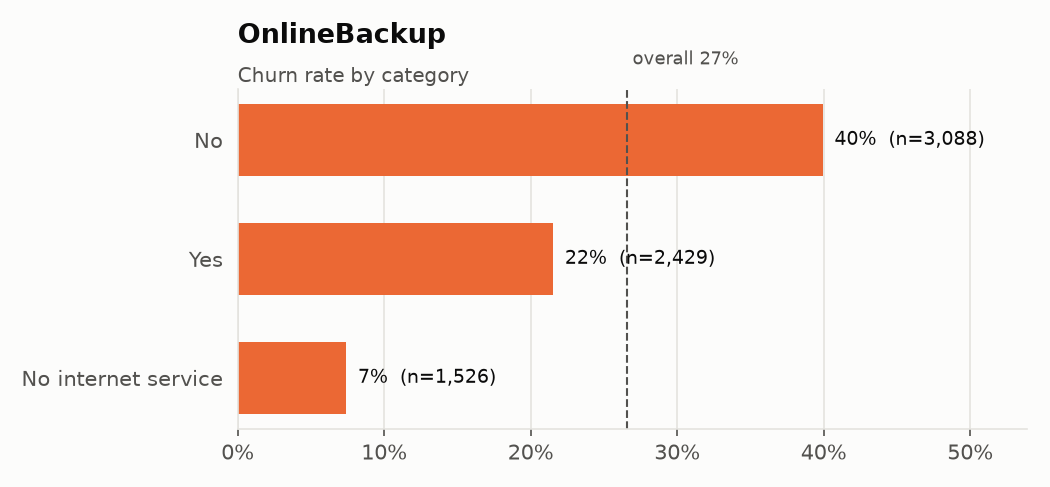 OnlineBackup
overall 27%
Churn rate by category
No
40%  (n=3,088)
Yes
22%  (n=2,429)
No internet service
7%  (n=1,526)
0%
10%
20%
30%
40%
50%